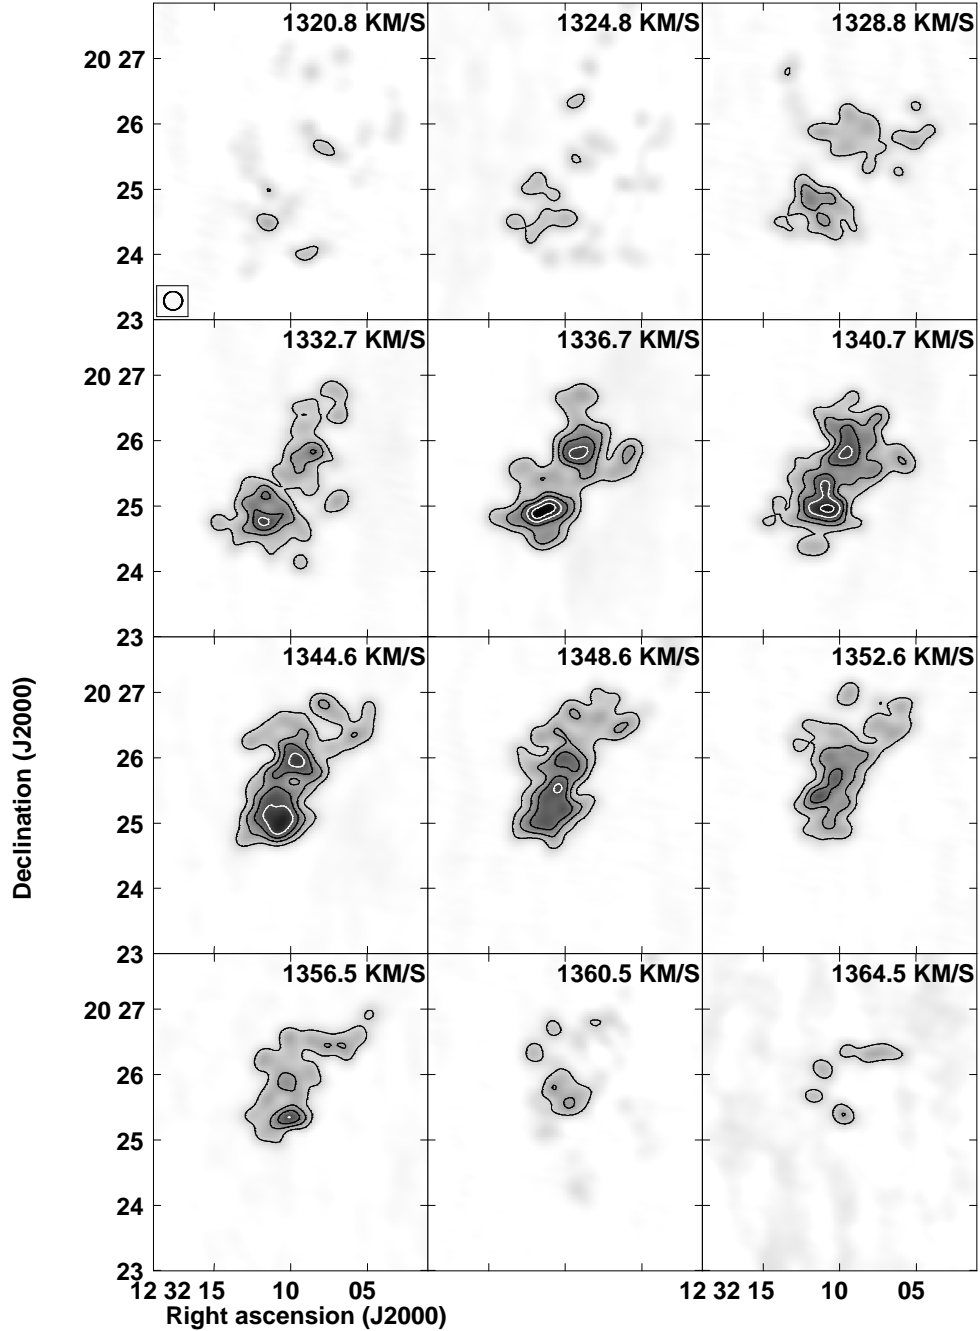 1320.8 KM/S 1324.8 KM/S 1328.8 KM/S
20 27
26
25
24
23
1332.7 KM/S 1336.7 KM/S 1340.7 KM/S
20 27
26
25
24
23
1344.6 KM/S 1348.6 KM/S 1352.6 KM/S
20 27
26
25
24
23
Declination (J2000)
1356.5 KM/S 1360.5 KM/S 1364.5 KM/S
20 27
26
25
24
23
12 32 15 10 05 12 32 15 10 05
Right ascension (J2000)